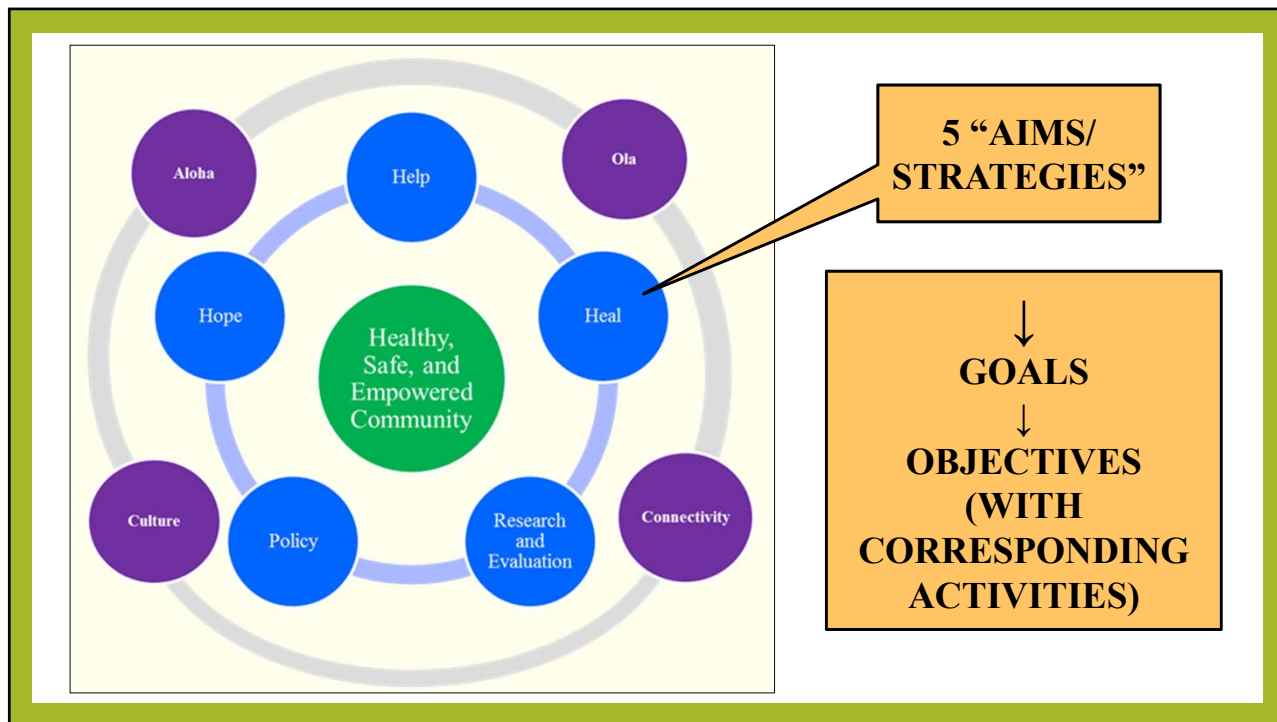 Aloha
Ola
Help
Hope
Heal
Healthy,
Safe, and
Empowered
Community
Culture
Policy
Research
and
Evaluation
Connectivity
5 “AIMS/
STRATEGIES”
↓
GOALS
↓
OBJECTIVES
(WITH
CORRESPONDING
ACTIVITIES)